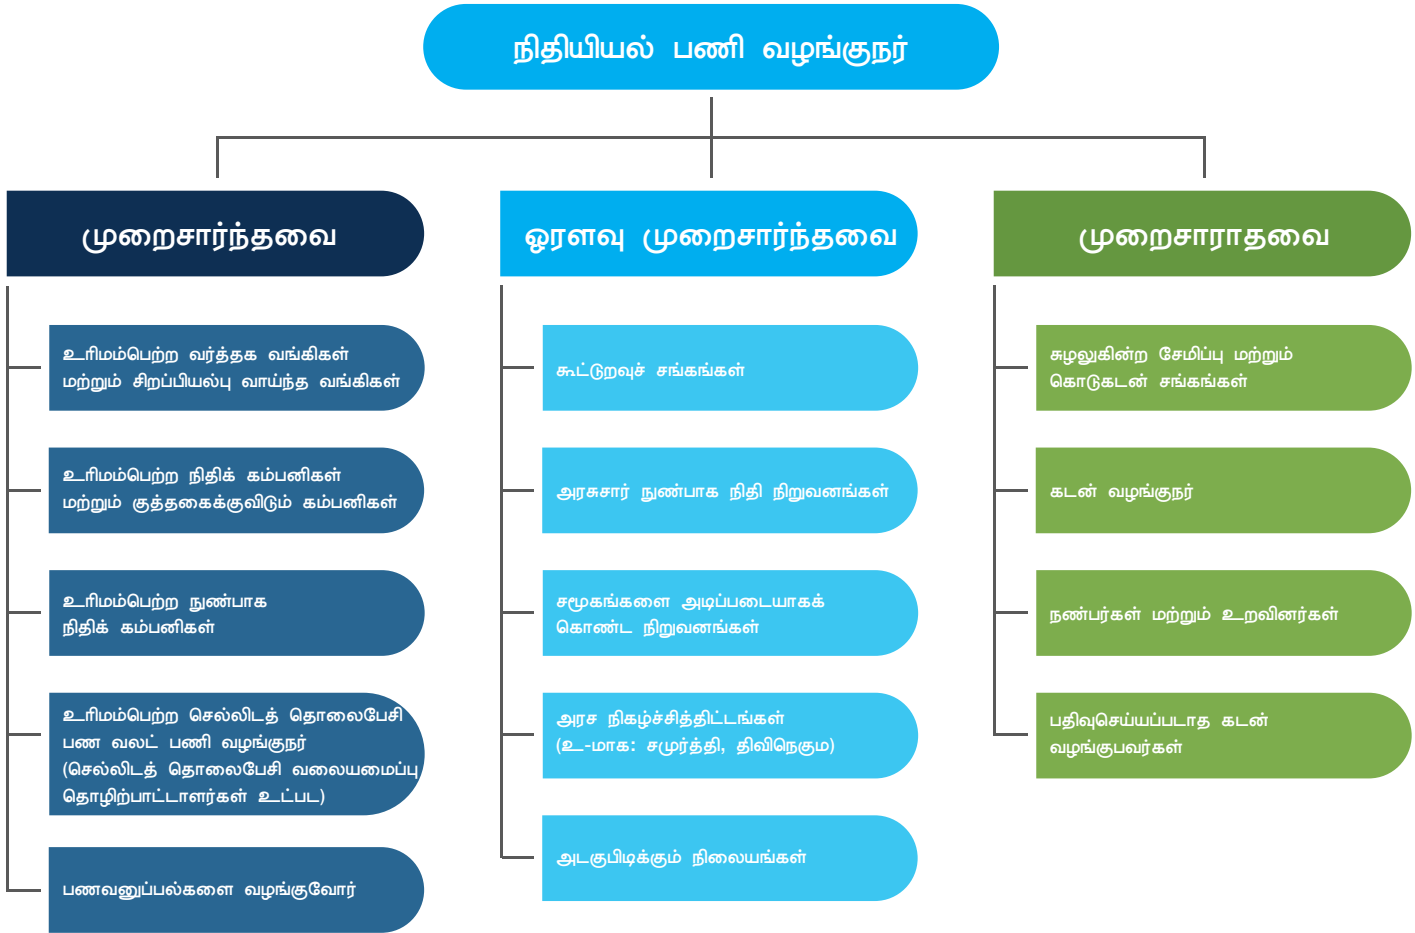 நிதியியல் பணி வழங்குநர்
முறைசார்ந்தவை
உரிமம்பெற்ற வர்த்தக வங்கிகள்
மற்றும் சிறப்பியல்பு வாய்ந்த வங்கிகள்
உரிமம்பெற்ற நிதிக் கம்பனிகள்
மற்றும் குத்தகைக்குவிடும் கம்பனிகள்
உரிமம்பெற்ற நுண்பாக
நிதிக் கம்பனிகள்
உரிமம்பெற்ற செல்லிடத் தொலைபேசி
பண வலட் பணி வழங்குநர்
(செல்லிடத் தொலைபேசி வலையமைப்பு
தொழிற்பாட்டாளர்கள் உட்பட)
பணவனுப்பல்களை வழங்குவோர்
ஓரளவு முறைசார்ந்தவை
கூட்டுறவுச் சங்கங்கள்
அரசுசார் நுண்பாக நிதி நிறுவனங்கள்
சமூகங்களை அடிப்படையாகக்
கொண்ட நிறுவனங்கள்
அரச நிகழ்ச்சித்திட்டங்கள்
(உ-மாக: சமுர்த்தி, திவிநெகும)
அடகுபிடிக்கும் நிலையங்கள்
முறைசாராதவை
சுழலுகின்ற சேமிப்பு மற்றும்
கொடுகடன் சங்கங்கள்
கடன் வழங்குநர்
நண்பர்கள் மற்றும் உறவினர்கள்
பதிவுசெய்யப்படாத கடன்
வழங்குபவர்கள்